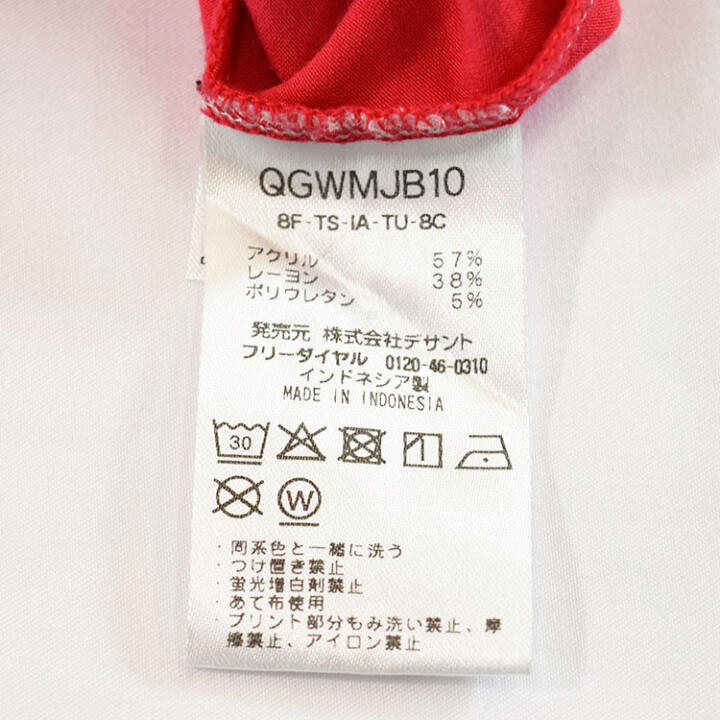 QGWMJB10
8F-TS-IA-TU-8C
アクリル 57%
レーヨン 38%
ポリウレタン 5%
発売元 株式会社デサント
フリーダイヤル 0120-46-0310
インドネシア製
MADE IN INDONESIA
30
W
・同系色と一緒に洗う
・つけ置き禁止
・蛍光増白剤禁止
・あて布使用
・プリント部分もみ洗い禁止、摩
擦禁止、アイロン禁止